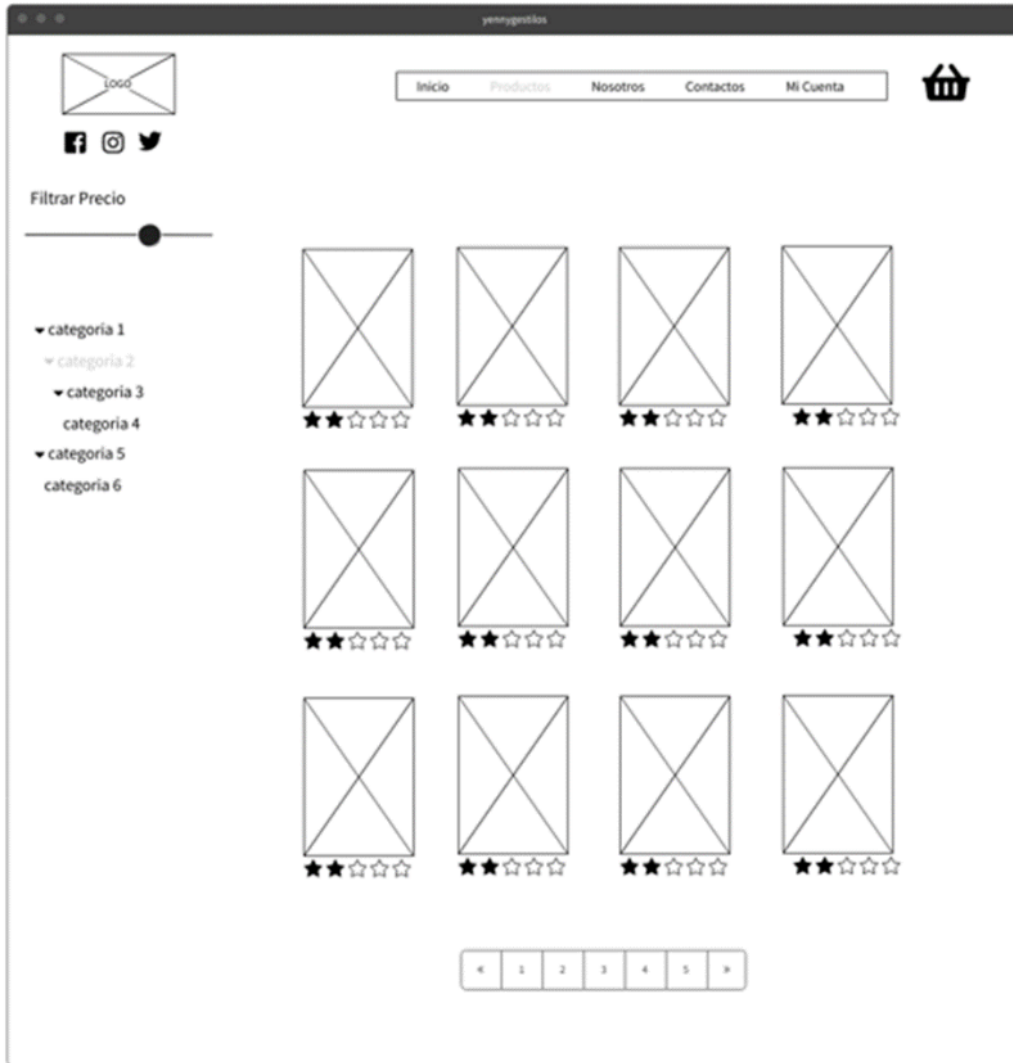 yennygestilos
LOGO
Inicio Productos Nosotros Contactos Mi Cuenta
Filtrar Precio
categoria 1
categoria 2
categoria 3
categoria 4
categoria 5
categoria 6
« 1 2 3 4 5 »